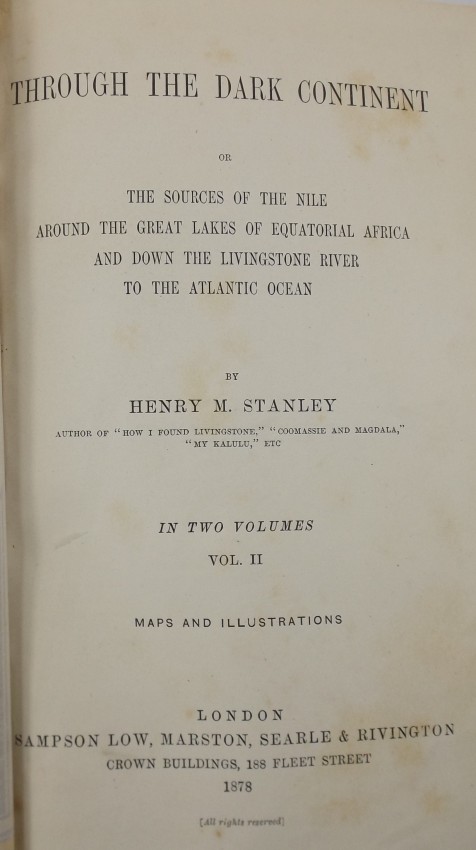 THROUGH THE DARK CONTINENT
OR
THE SOURCES OF THE NILE
AROUND THE GREAT LAKES OF EQUATORIAL AFRICA
AND DOWN THE LIVINGSTONE RIVER
TO THE ATLANTIC OCEAN
BY
HENRY M. STANLEY
AUTHOR OF "HOW I FOUND LIVINGSTONE," "COOMASSIE AND MAGDALA,"
"MY KALULU," ETC
IN TWO VOLUMES
VOL. II
MAPS AND ILLUSTRATIONS
LONDON
SAMPSON LOW, MARSTON, SEARLE & RIVINGTON
CROWN BUILDINGS, 188 FLEET STREET
1878
[All rights reserved]